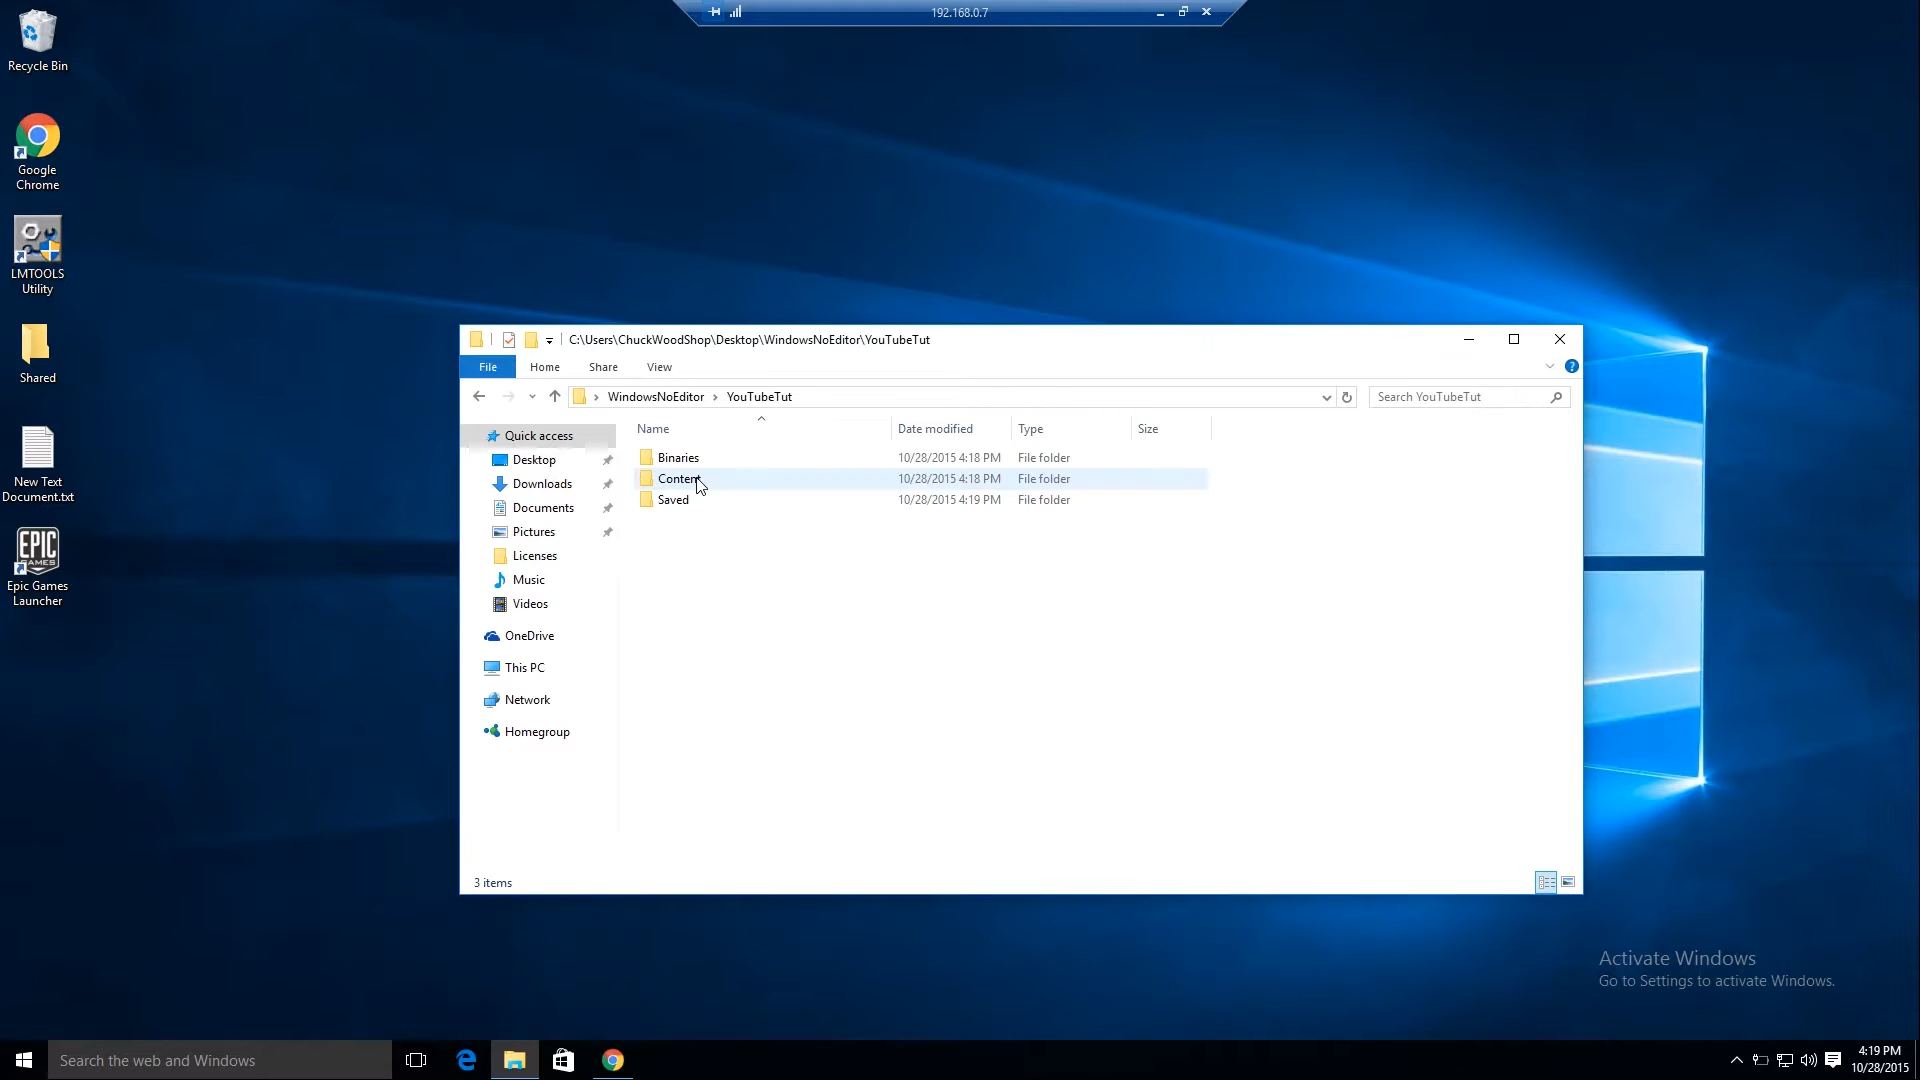 192.168.0.7
Recycle Bin
Google
Chrome
LMTOOLS
Utility
Shared
New Text
Document.txt
EPIC
GAMES
Epic Games
Launcher
C:\Users\ChuckWoodShop\Desktop\WindowsNoEditor\YouTubeTut
File Home Share View
WindowsNoEditor YouTubeTut
Search YouTubeTut
Name Date modified Type Size
Binaries 10/28/2015 4:18 PM File folder
Content 10/28/2015 4:18 PM File folder
Saved 10/28/2015 4:19 PM File folder
Quick access
Desktop
Downloads
Documents
Pictures
Licenses
Music
Videos
OneDrive
This PC
Network
Homegroup
3 items
Activate Windows
Go to Settings to activate Windows.
Search the web and Windows
4:19 PM
10/28/2015